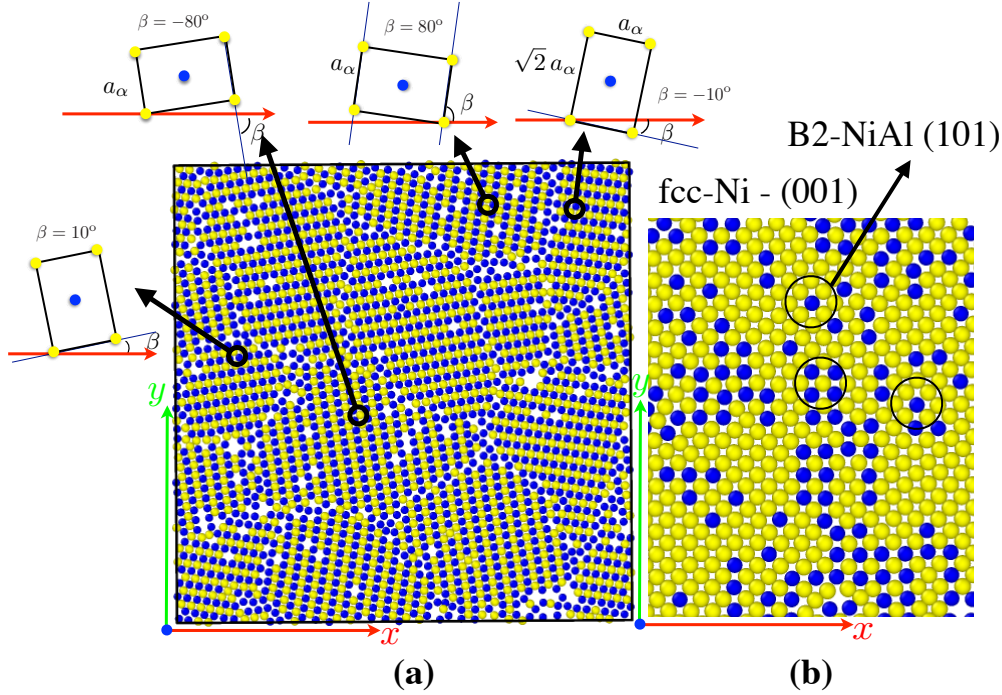 β = −80°
a_α
β
β = 80°
a_α
β
a_α
√2 a_α
β = −10°
β
B2-NiAl (101)
fcc-Ni - (001)
β = 10°
β
y
x
y
x
(a)
(b)